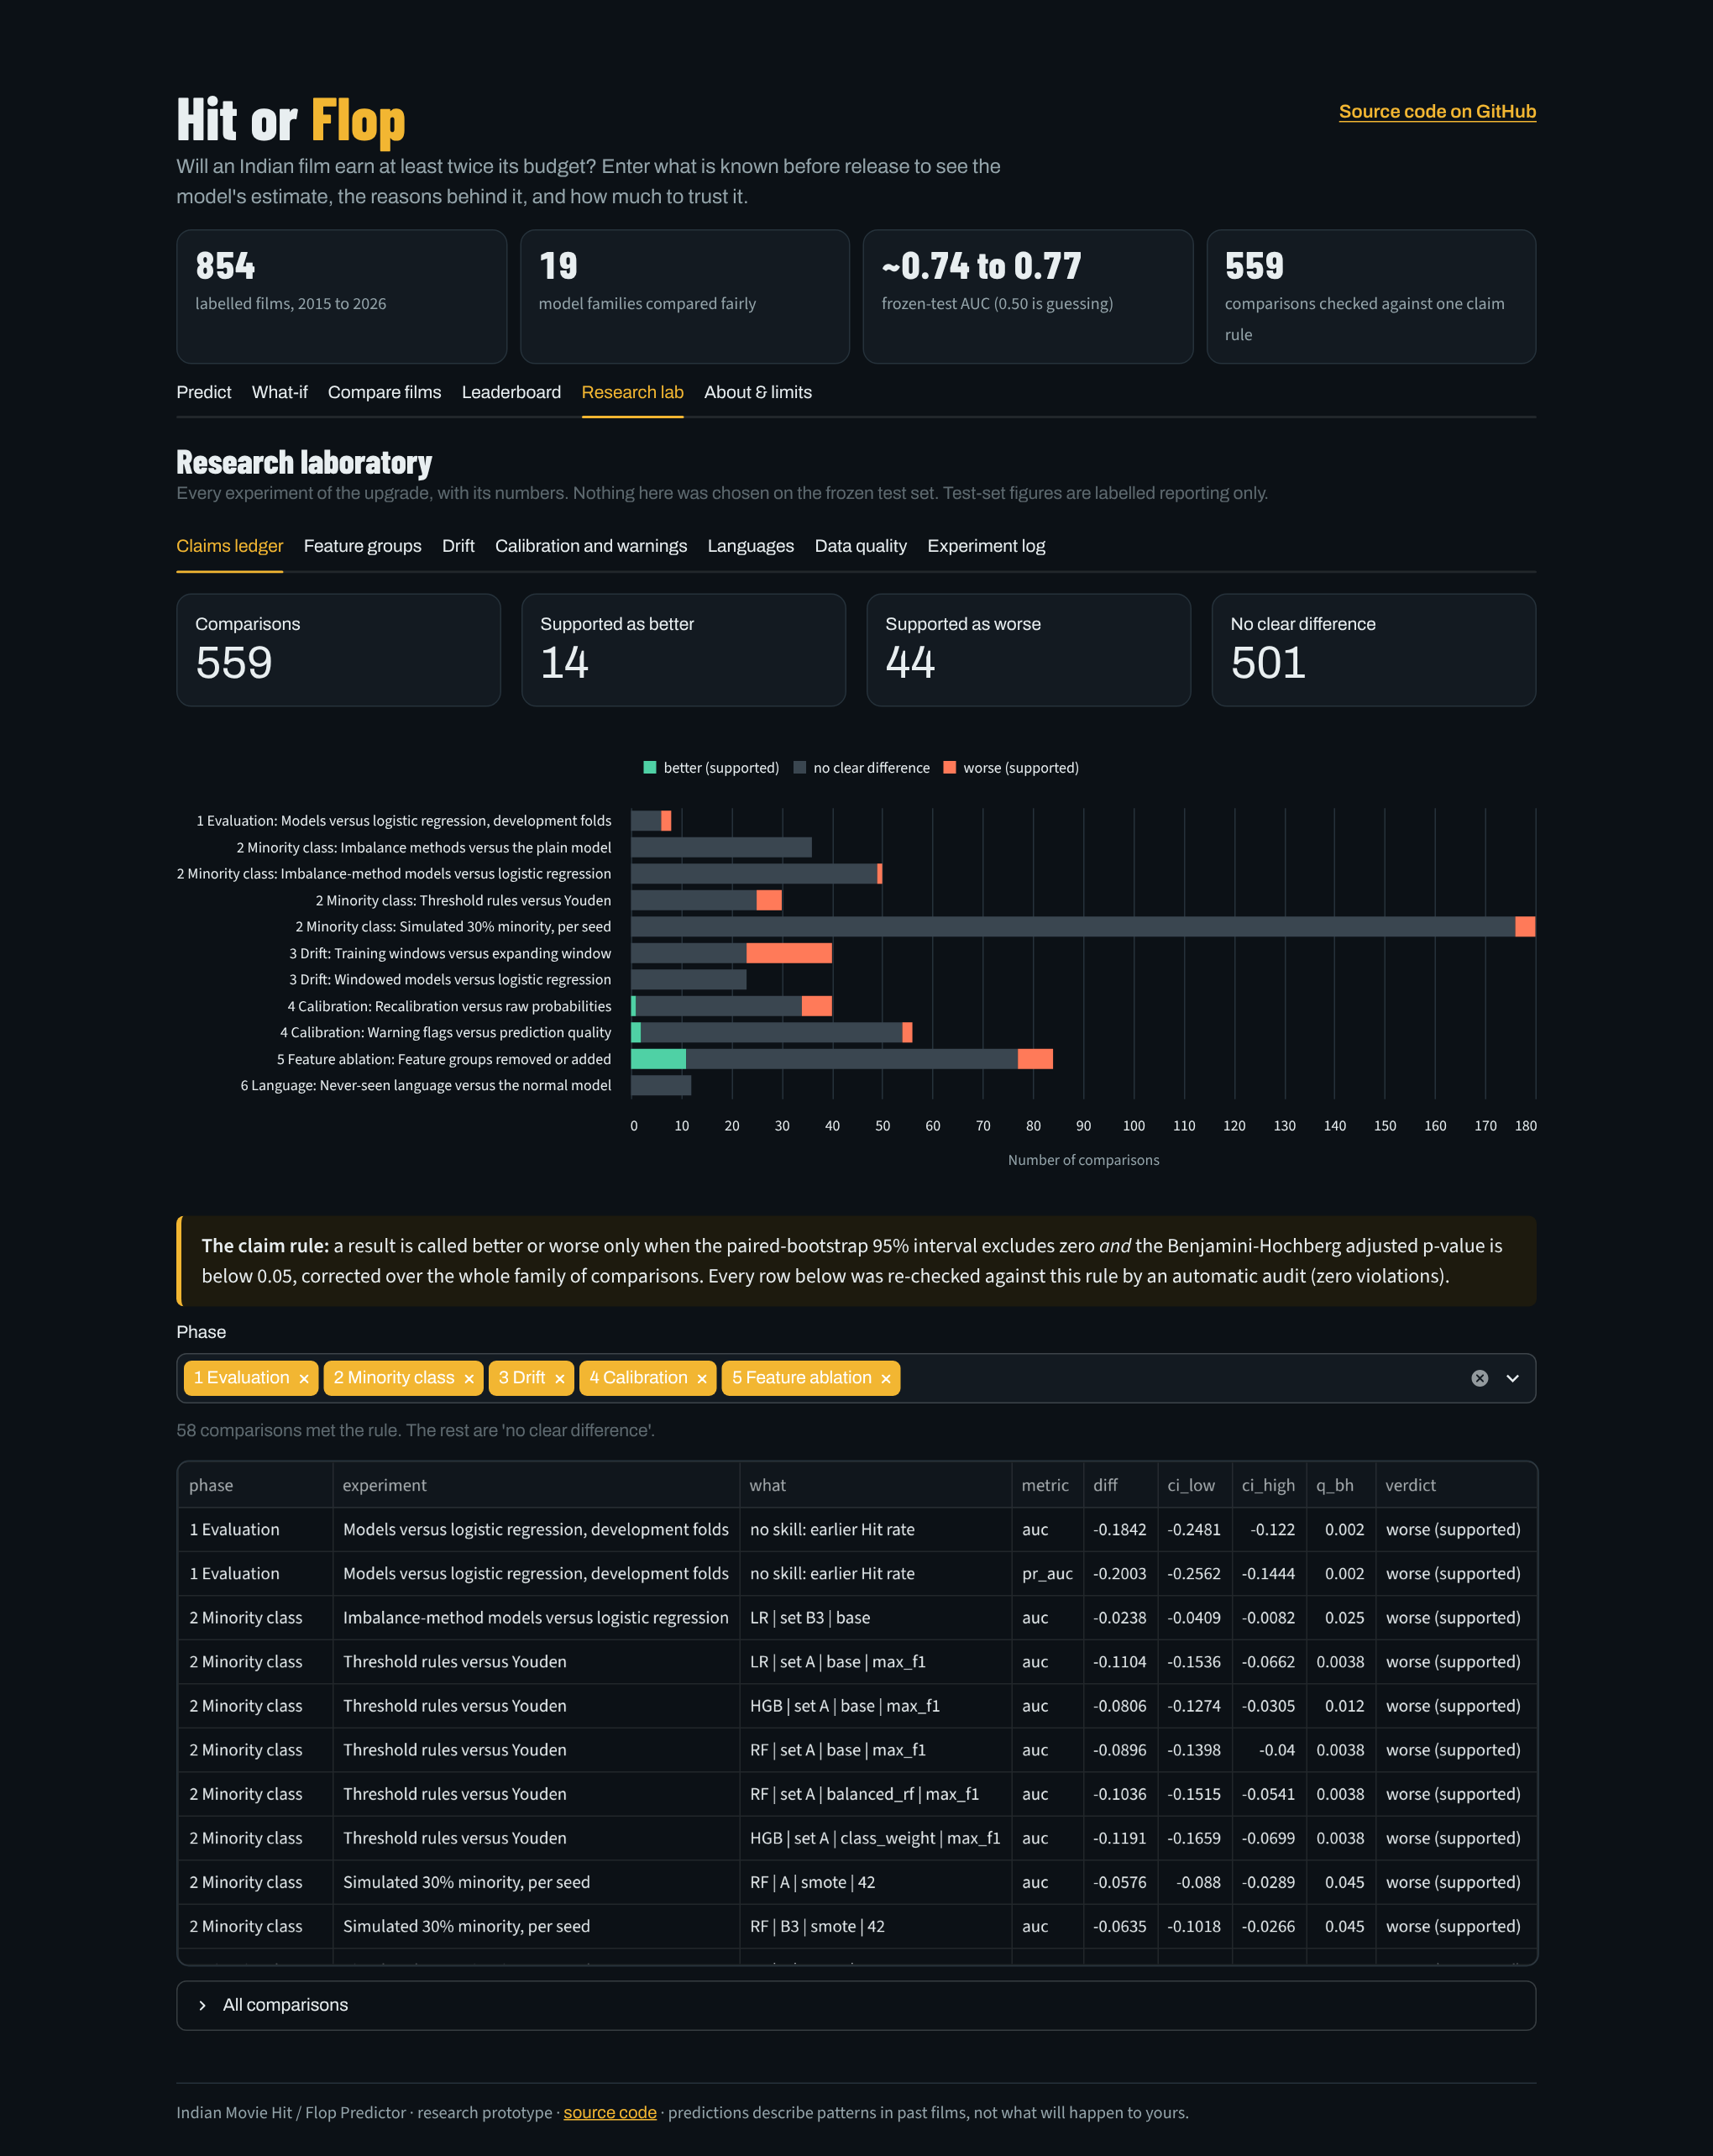 Hit or Flop
Source code on GitHub
Will an Indian film earn at least twice its budget? Enter what is known before release to see the
model's estimate, the reasons behind it, and how much to trust it.
854
labelled films, 2015 to 2026
19
model families compared fairly
~0.74 to 0.77
frozen-test AUC (0.50 is guessing)
559
comparisons checked against one claim
rule
Predict What-if Compare films Leaderboard Research lab About & limits
Research laboratory
Every experiment of the upgrade, with its numbers. Nothing here was chosen on the frozen test set. Test-set figures are labelled reporting only.
Claims ledger Feature groups Drift Calibration and warnings Languages Data quality Experiment log
Comparisons
559
Supported as better
14
Supported as worse
44
No clear difference
501
better (supported) no clear difference worse (supported)
1 Evaluation: Models versus logistic regression, development folds
2 Minority class: Imbalance methods versus the plain model
2 Minority class: Imbalance-method models versus logistic regression
2 Minority class: Threshold rules versus Youden
2 Minority class: Simulated 30% minority, per seed
3 Drift: Training windows versus expanding window
3 Drift: Windowed models versus logistic regression
4 Calibration: Recalibration versus raw probabilities
4 Calibration: Warning flags versus prediction quality
5 Feature ablation: Feature groups removed or added
6 Language: Never-seen language versus the normal model
0 10 20 30 40 50 60 70 80 90 100 110 120 130 140 150 160 170 180
Number of comparisons
The claim rule: a result is called better or worse only when the paired-bootstrap 95% interval excludes zero and the Benjamini-Hochberg adjusted p-value is
below 0.05, corrected over the whole family of comparisons. Every row below was re-checked against this rule by an automatic audit (zero violations).
Phase
1 Evaluation × 2 Minority class × 3 Drift × 4 Calibration × 5 Feature ablation ×
58 comparisons met the rule. The rest are 'no clear difference'.
phase experiment what metric diff ci_low ci_high q_bh verdict
1 Evaluation Models versus logistic regression, development folds no skill: earlier Hit rate auc -0.1842 -0.2481 -0.122 0.002 worse (supported)
1 Evaluation Models versus logistic regression, development folds no skill: earlier Hit rate pr_auc -0.2003 -0.2562 -0.1444 0.002 worse (supported)
2 Minority class Imbalance-method models versus logistic regression LR | set B3 | base auc -0.0238 -0.0409 -0.0082 0.025 worse (supported)
2 Minority class Threshold rules versus Youden LR | set A | base | max_f1 auc -0.1104 -0.1536 -0.0662 0.0038 worse (supported)
2 Minority class Threshold rules versus Youden HGB | set A | base | max_f1 auc -0.0806 -0.1274 -0.0305 0.012 worse (supported)
2 Minority class Threshold rules versus Youden RF | set A | base | max_f1 auc -0.0896 -0.1398 -0.04 0.0038 worse (supported)
2 Minority class Threshold rules versus Youden RF | set A | balanced_rf | max_f1 auc -0.1036 -0.1515 -0.0541 0.0038 worse (supported)
2 Minority class Threshold rules versus Youden HGB | set A | class_weight | max_f1 auc -0.1191 -0.1659 -0.0699 0.0038 worse (supported)
2 Minority class Simulated 30% minority, per seed RF | A | smote | 42 auc -0.0576 -0.088 -0.0289 0.045 worse (supported)
2 Minority class Simulated 30% minority, per seed RF | B3 | smote | 42 auc -0.0635 -0.1018 -0.0266 0.045 worse (supported)
All comparisons
Indian Movie Hit / Flop Predictor · research prototype · source code · predictions describe patterns in past films, not what will happen to yours.